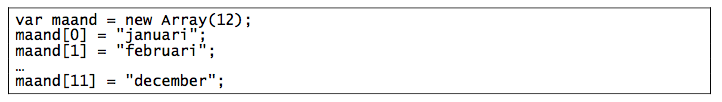 var maand = new Array(12);
maand[0] = "januari";
maand[1] = "februari";
…
maand[11] = "december";